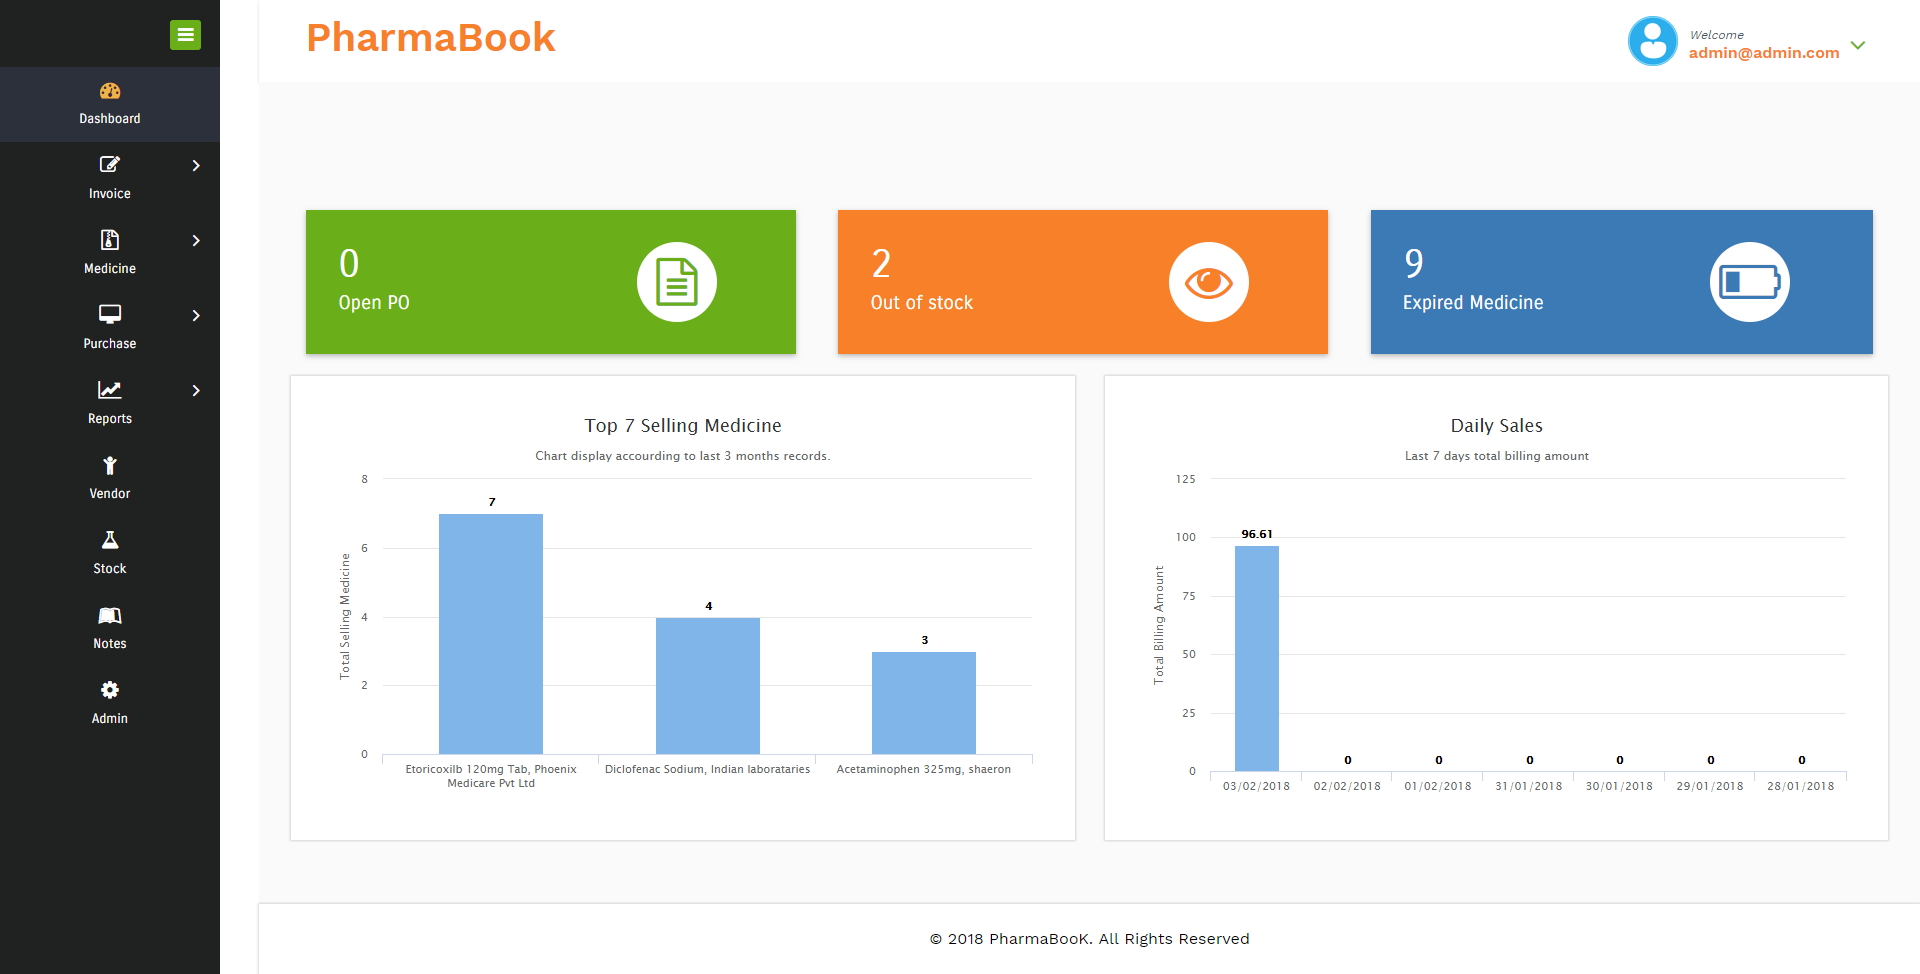 PharmaBook
Welcome
admin@admin.com
Dashboard
Invoice
Medicine
Purchase
Reports
Vendor
Stock
Notes
Admin
0
Open PO
2
Out of stock
9
Expired Medicine
Top 7 Selling Medicine
Chart display accourding to last 3 months records.
Total Selling Medicine
8
6
4
2
0
7
4
3
Etoricoxilb 120mg Tab, Phoenix
Medicare Pvt Ltd
Diclofenac Sodium, Indian laborataries
Acetaminophen 325mg, shaeron
Daily Sales
Last 7 days total billing amount
Total Billing Amount
125
100
75
50
25
0
96.61
0
0
0
0
0
0
03/02/2018
02/02/2018
01/02/2018
31/01/2018
30/01/2018
29/01/2018
28/01/2018
© 2018 PharmaBooK. All Rights Reserved